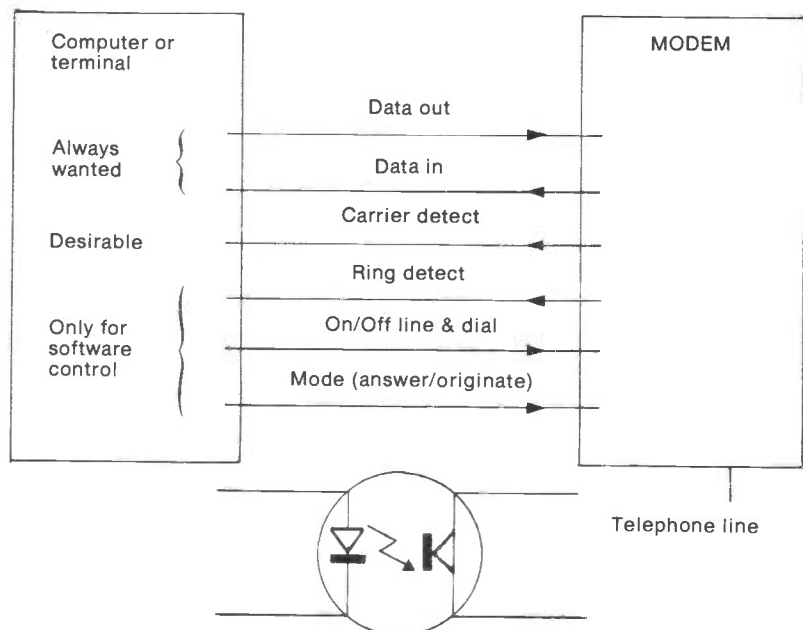 Computer or
terminal
MODEM
Data out
Always
wanted
Data in
Carrier detect
Desirable
Ring detect
Only for
software
control
On/Off line & dial
Mode (answer/originate)
Telephone line